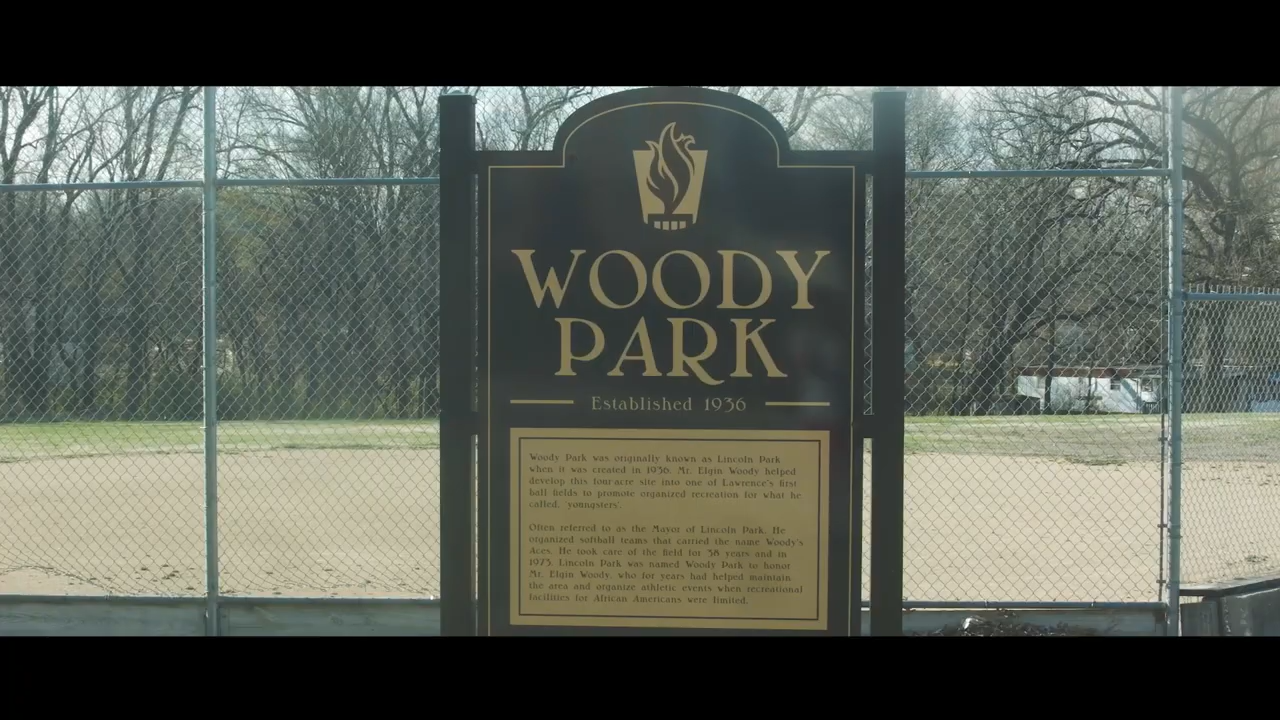 WOODY
PARK
Established 1936
Woody Park was originally known as Lincoln Park
when it was created in 1936. Mr. Elgin Woody helped
develop this four-acre site into one of Lawrence's first
ball fields to promote organized recreation for what he
called, 'youngsters'.
Often referred to as the Mayor of Lincoln Park, He
organized softball teams that carried the name Woody's
Aces. He took care of the field for 38 years and in
1973, Lincoln Park was named Woody Park to honor
Mr. Elgin Woody, who for years had helped maintain
the area and organize athletic events when recreational
facilities for African Americans were limited.